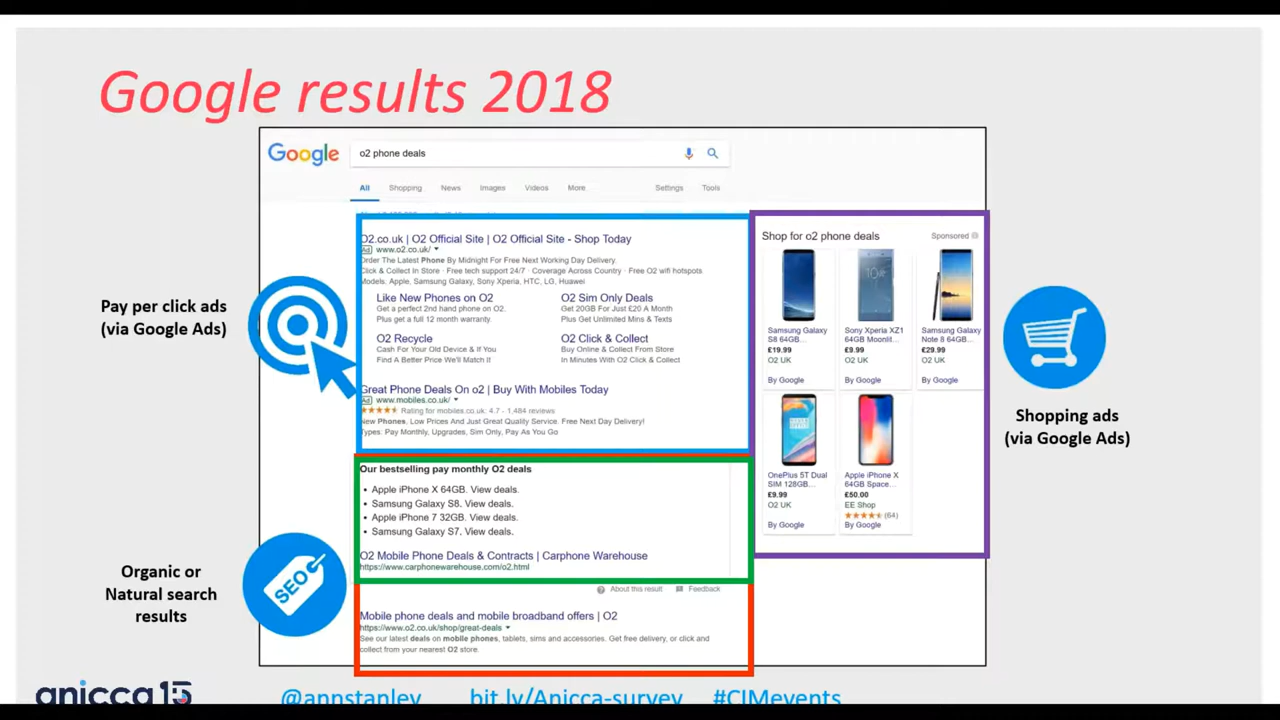 Google results 2018
Google
o2 phone deals
All Shopping News Images Videos More Settings Tools
Pay per click ads
(via Google Ads)
O2.co.uk | O2 Official Site | O2 Official Site - Shop Today
Ad www.o2.co.uk/
Order The Latest Phone By Midnight For Free Next Working Day Delivery.
Click & Collect In Store · Free tech support 24/7 · Coverage Across Country · Free O2 wifi hotspots
Models: Apple, Samsung Galaxy, Sony Xperia, HTC, LG, Huawei
Like New Phones on O2
Get a perfect 2nd hand phone on O2.
Plus get a full 12 month warranty.
O2 Sim Only Deals
Get 20GB For Just £20 A Month
Plus Get Unlimited Mins & Texts
O2 Recycle
Cash For Your Old Device & If You
Find A Better Price We'll Match It
O2 Click & Collect
Buy Online & Collect From Store
In Minutes With O2 Click & Collect
Great Phone Deals On o2 | Buy With Mobiles Today
Ad www.mobiles.co.uk/
Rating for mobiles.co.uk: 4.7 - 1,484 reviews
New Phones, Low Prices And Just Great Quality Service. Free Next Day Delivery!
Types: Pay Monthly, Upgrades, Sim Only, Pay As You Go
Shop for o2 phone deals Sponsored
Samsung Galaxy
S8 64GB...
£19.99
O2 UK
By Google
Sony Xperia XZ1
64GB Moonlit...
£9.99
O2 UK
By Google
Samsung Galaxy
Note 8 64GB...
£29.99
O2 UK
By Google
OnePlus 5T Dual
SIM 128GB...
£9.99
O2 UK
By Google
Apple iPhone X
64GB Space...
£50.00
EE Shop
(64)
By Google
Shopping ads
(via Google Ads)
Our bestselling pay monthly O2 deals
• Apple iPhone X 64GB. View deals.
• Samsung Galaxy S8. View deals.
• Apple iPhone 7 32GB. View deals.
• Samsung Galaxy S7. View deals.
O2 Mobile Phone Deals & Contracts | Carphone Warehouse
https://www.carphonewarehouse.com/o2.html
About this result Feedback
SEO
Organic or
Natural search
results
Mobile phone deals and mobile broadband offers | O2
https://www.o2.co.uk/shop/great-deals
See our latest deals on mobile phones, tablets, sims and accessories. Get free delivery, or click and
collect from your nearest O2 store.
anicca 15 @annstanley bit.ly/Anicca-survey #CIMevents